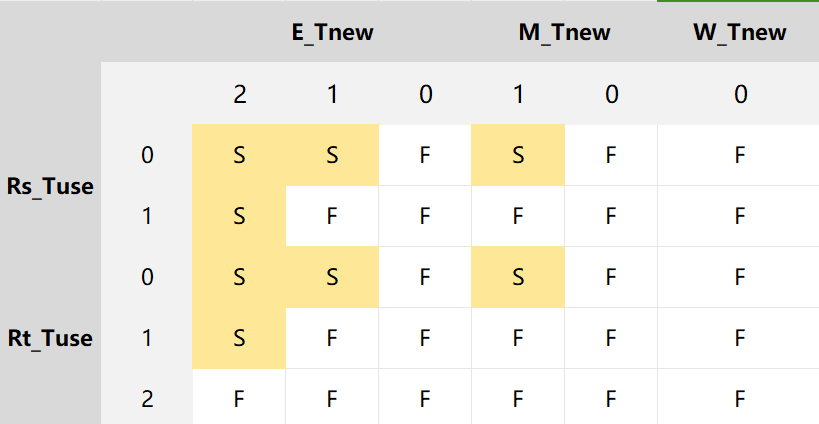 E_Tnew M_Tnew W_Tnew
2 1 0 1 0 0
Rs_Tuse
0 S S F S F F
1 S F F F F F
Rt_Tuse
0 S S F S F F
1 S F F F F F
2 F F F F F F